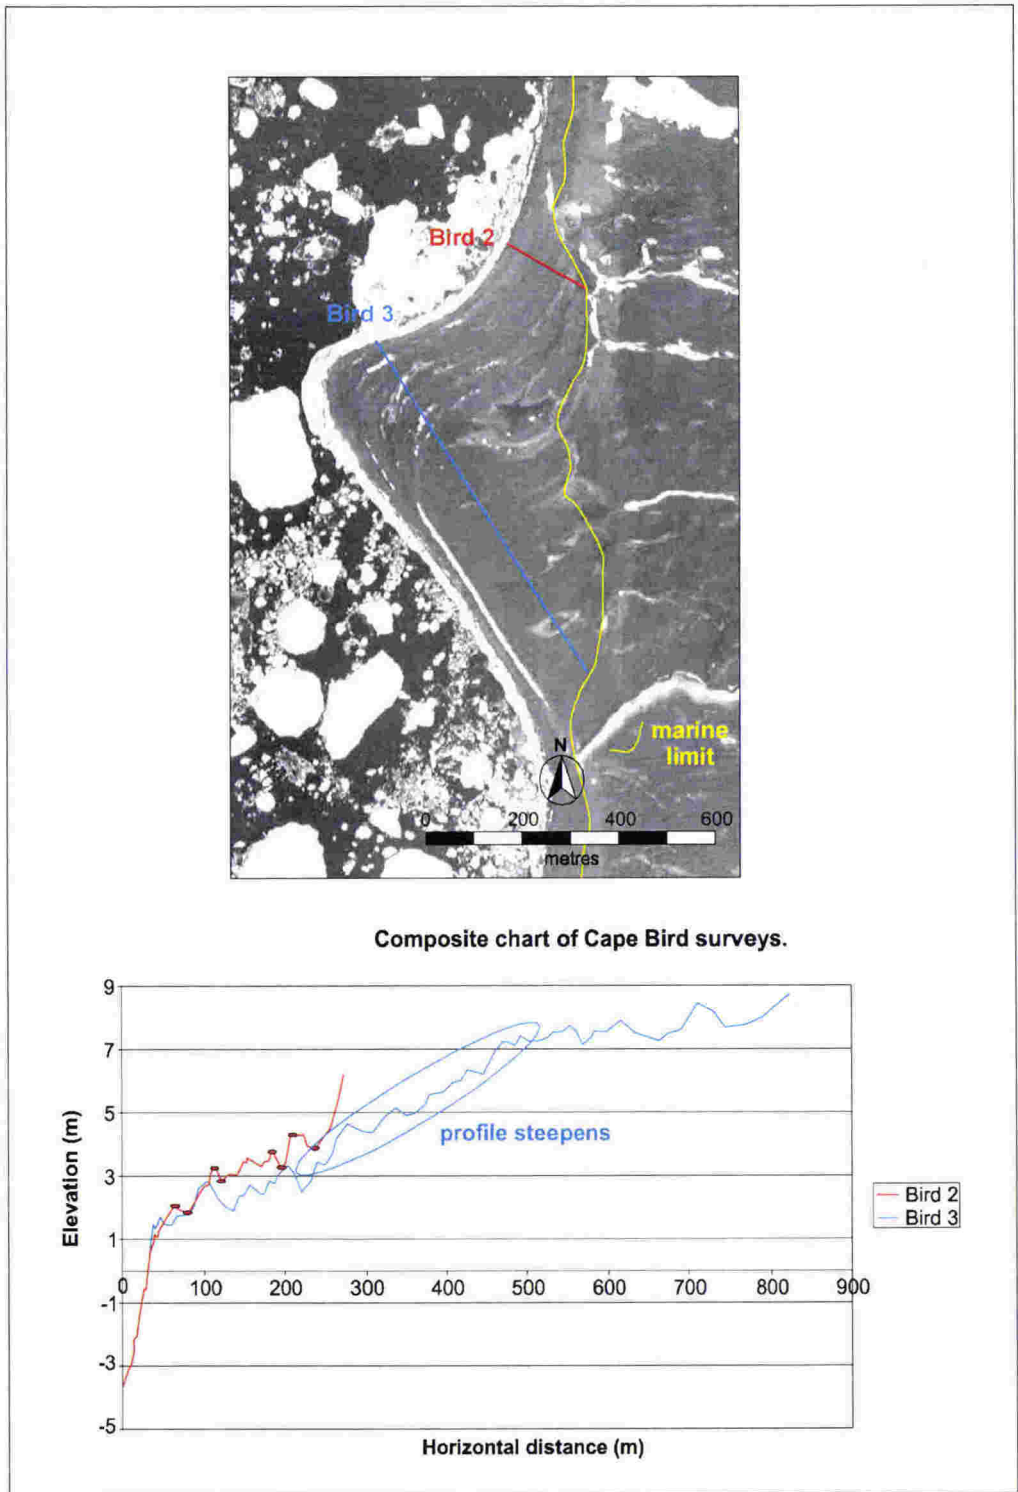 Bird 2
Bird 3
marine
limit
N
0 200 400 600
metres
Composite chart of Cape Bird surveys.
9
7
5
3
1
-1
-3
-5
Elevation (m)
profile steepens
0 100 200 300 400 500 600 700 800 900
Horizontal distance (m)
Bird 2
Bird 3